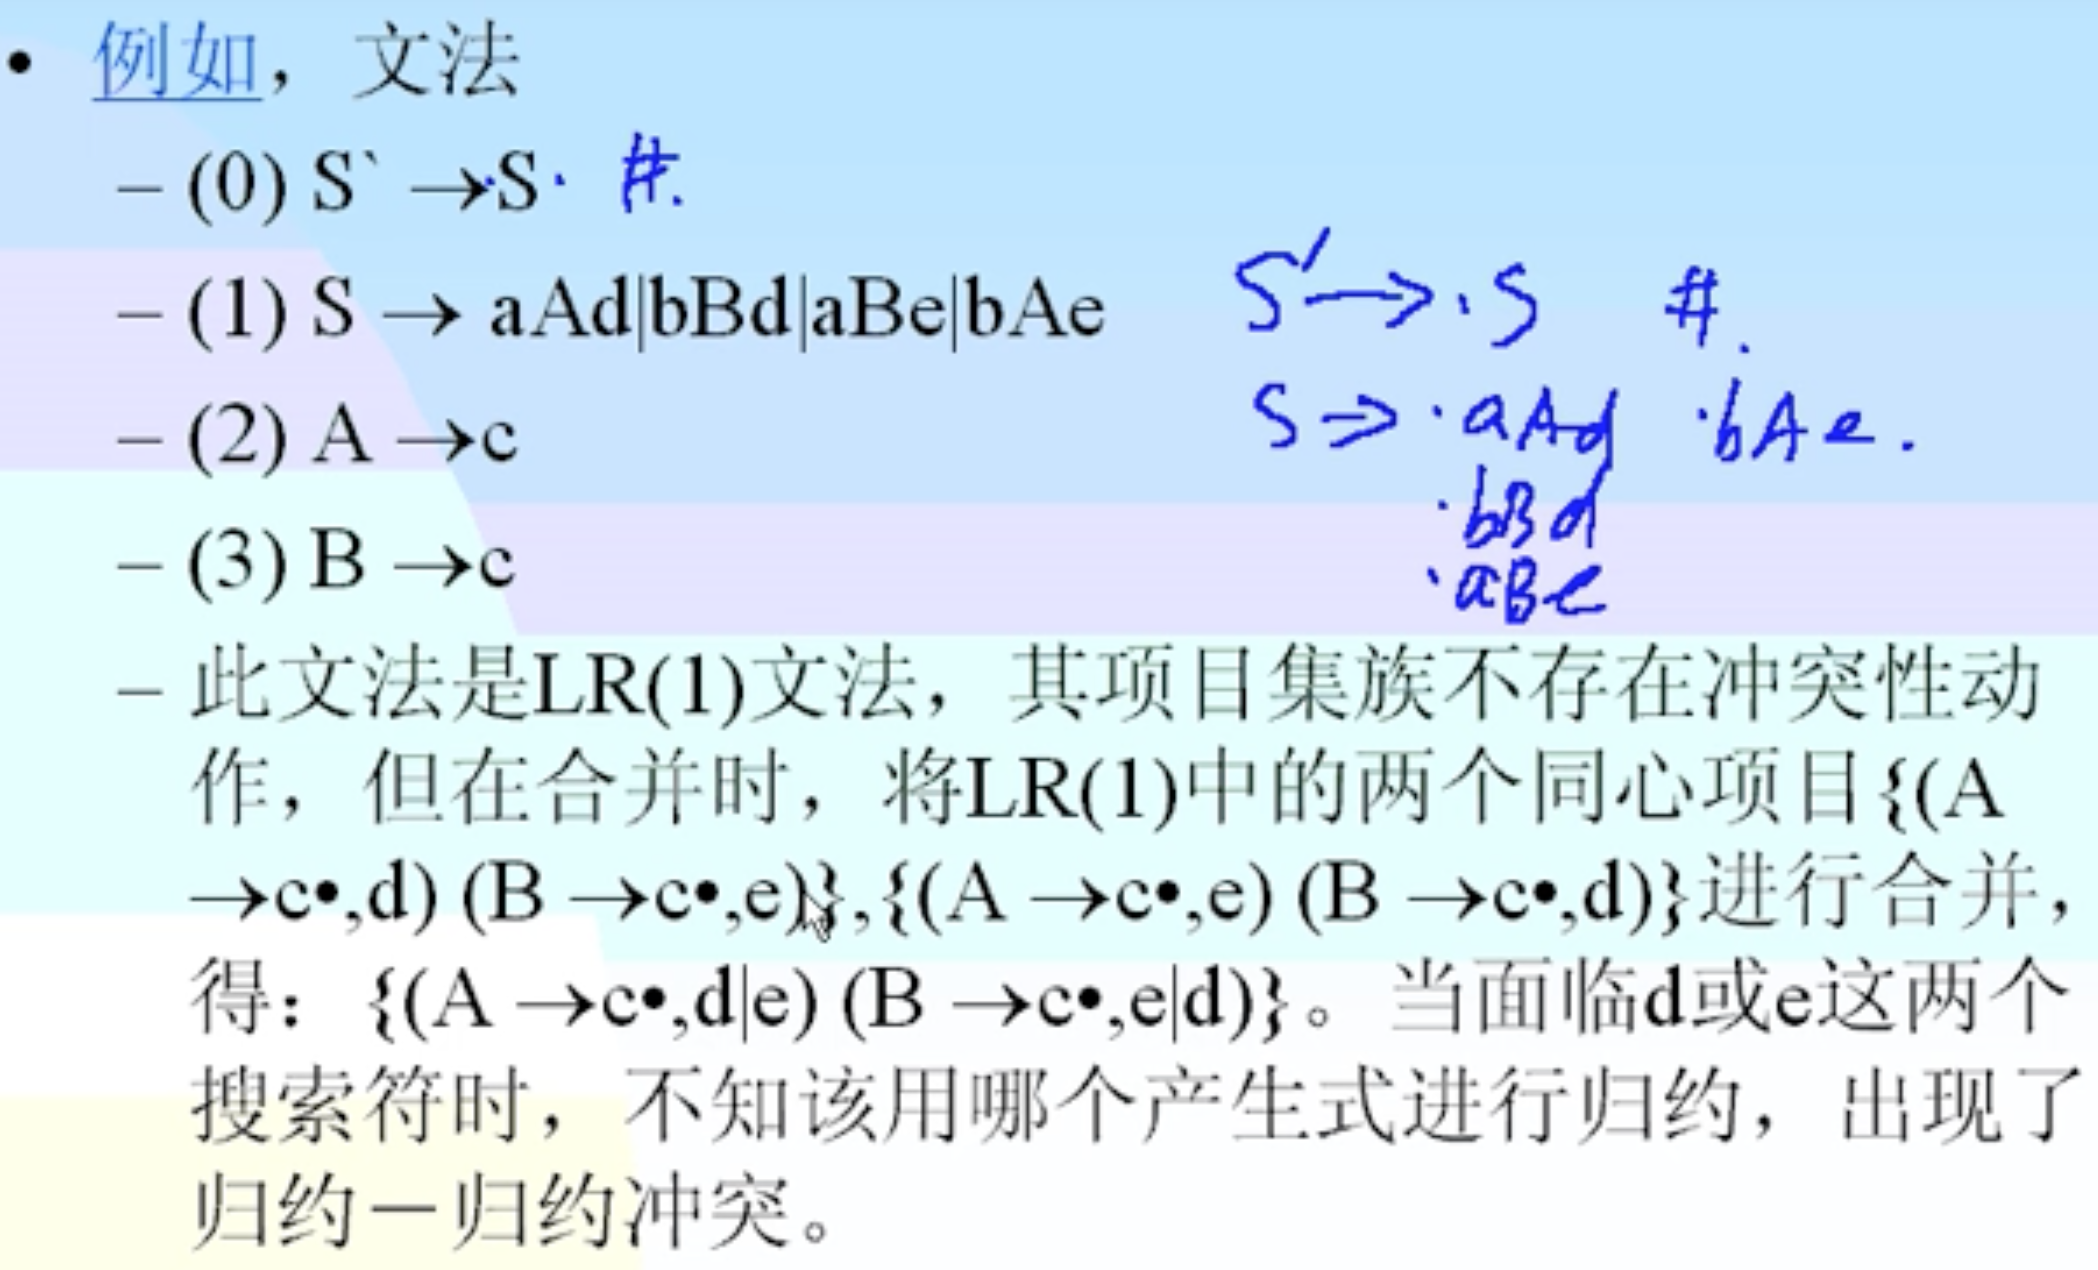 • 例如，文法
– (0) S` →·S· #.
– (1) S → aAd|bBd|aBe|bAe
S′→·S #.
– (2) A →c
S→·aAd ·bAe.
·bBd
– (3) B →c
·aBe
– 此文法是LR(1)文法，其项目集族不存在冲突性动
作，但在合并时，将LR(1)中的两个同心项目{(A
→c•,d) (B →c•,e)},{(A →c•,e) (B →c•,d)}进行合并，
得：{(A →c•,d|e) (B →c•,e|d)}。当面临d或e这两个
搜索符时，不知该用哪个产生式进行归约，出现了
归约－归约冲突。